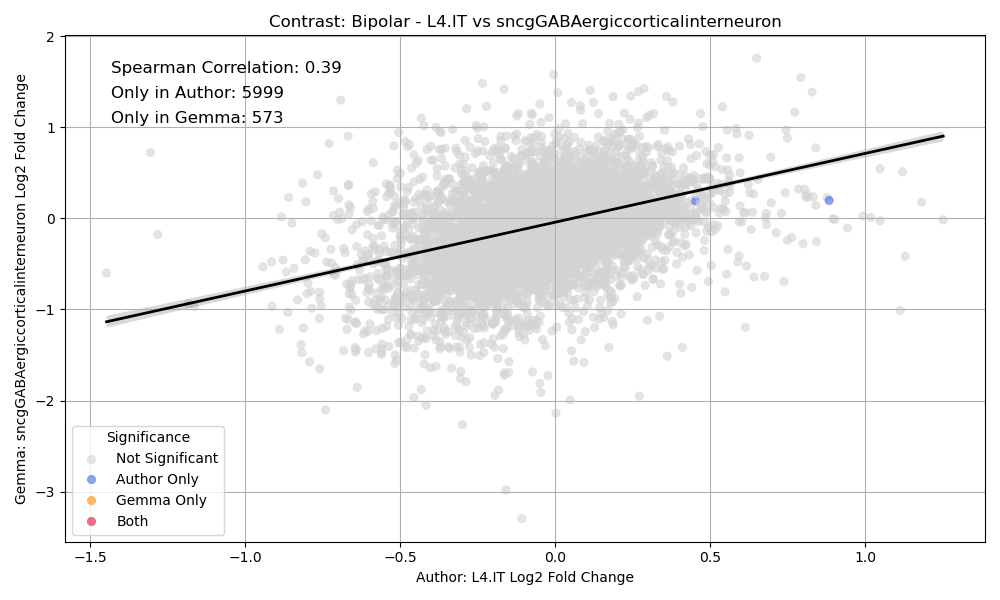 Contrast: Bipolar - L4.IT vs sncgGABAergiccorticalinterneuron
Spearman Correlation: 0.39
Only in Author: 5999
Only in Gemma: 573
Gemma: sncgGABAergiccorticalinterneuron Log2 Fold Change
2
1
0
−1
−2
−3
Significance
Not Significant
Author Only
Gemma Only
Both
−1.5
−1.0
−0.5
0.0
0.5
1.0
Author: L4.IT Log2 Fold Change